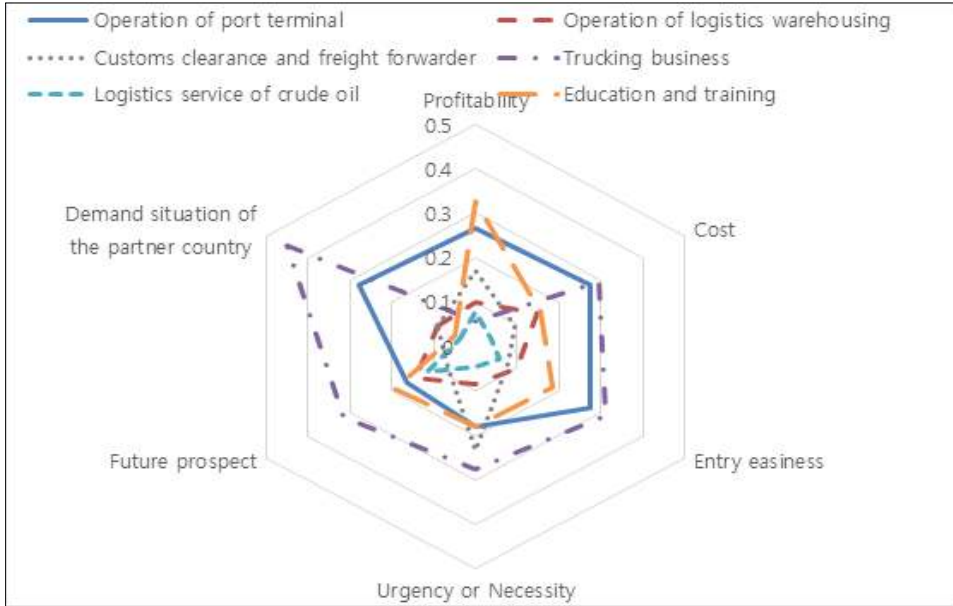 Operation of port terminal
Operation of logistics warehousing
Customs clearance and freight forwarder
Trucking business
Logistics service of crude oil
Education and training
Profitability
0.5
0.4
0.3
0.2
0.1
0
Demand situation of
the partner country
Cost
Future prospect
Entry easiness
Urgency or Necessity